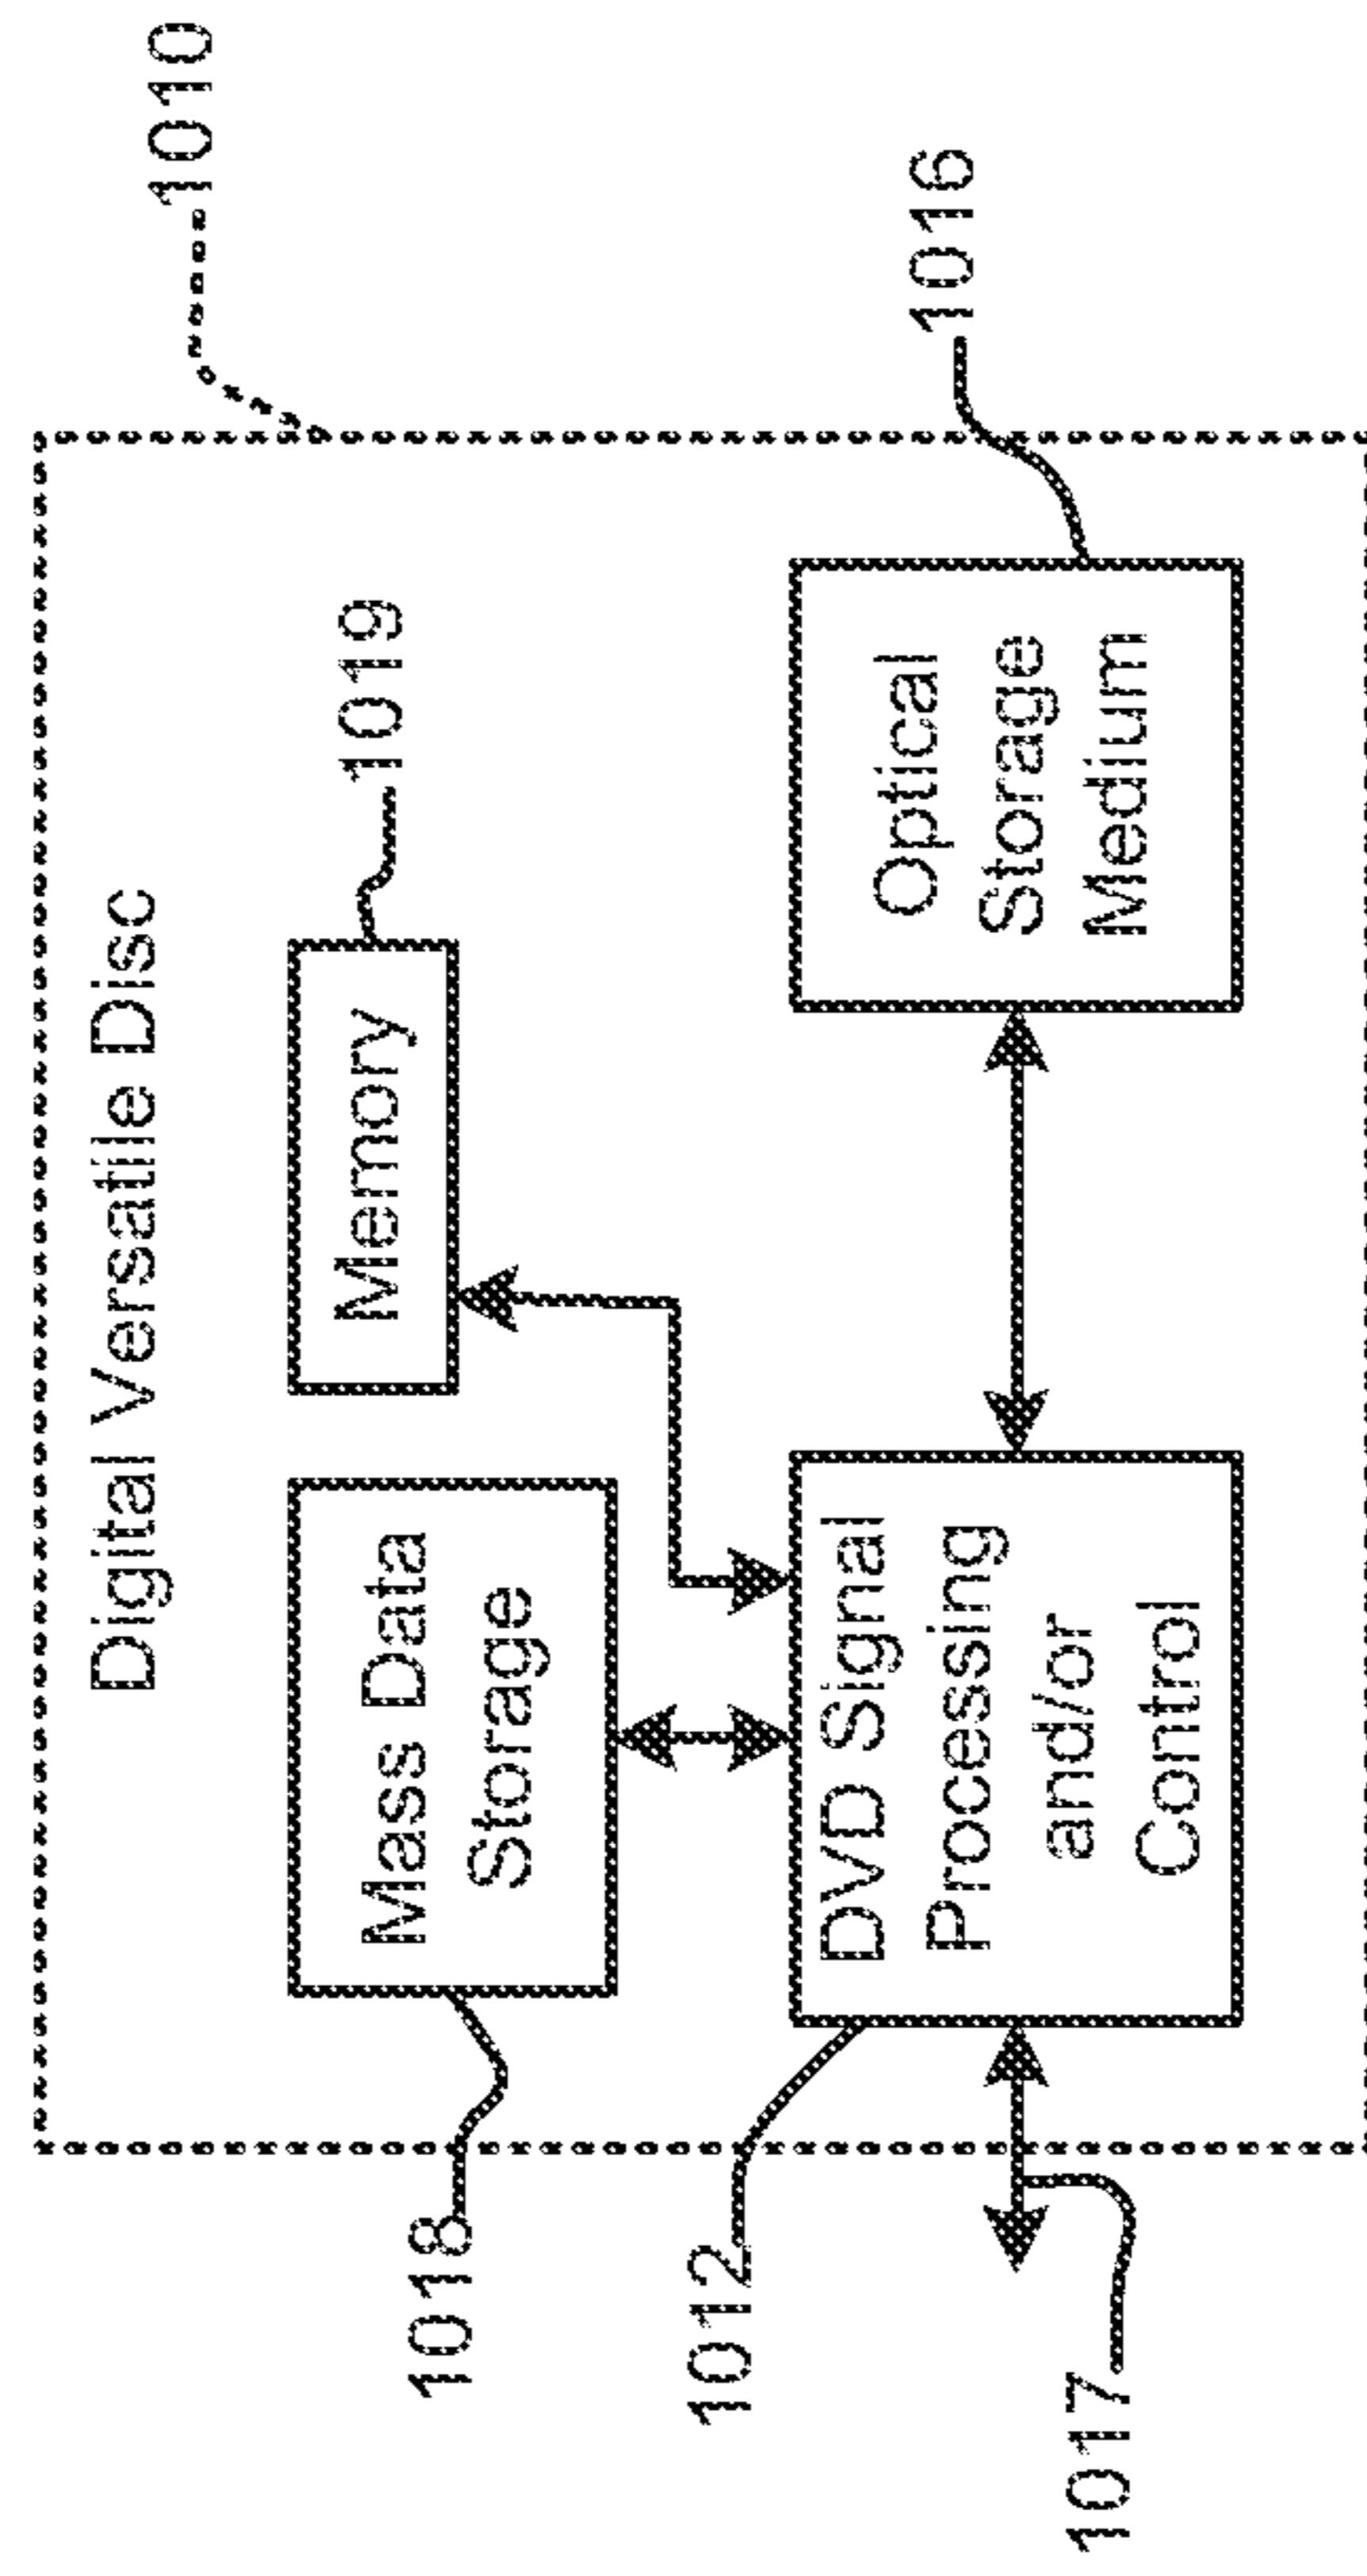 Digital Versatile Disc
1010
1018
Mass Data
Storage
Memory
1019
1012
DVD Signal
Processing
and/or
Control
Optical
Storage
Medium
1016
1017